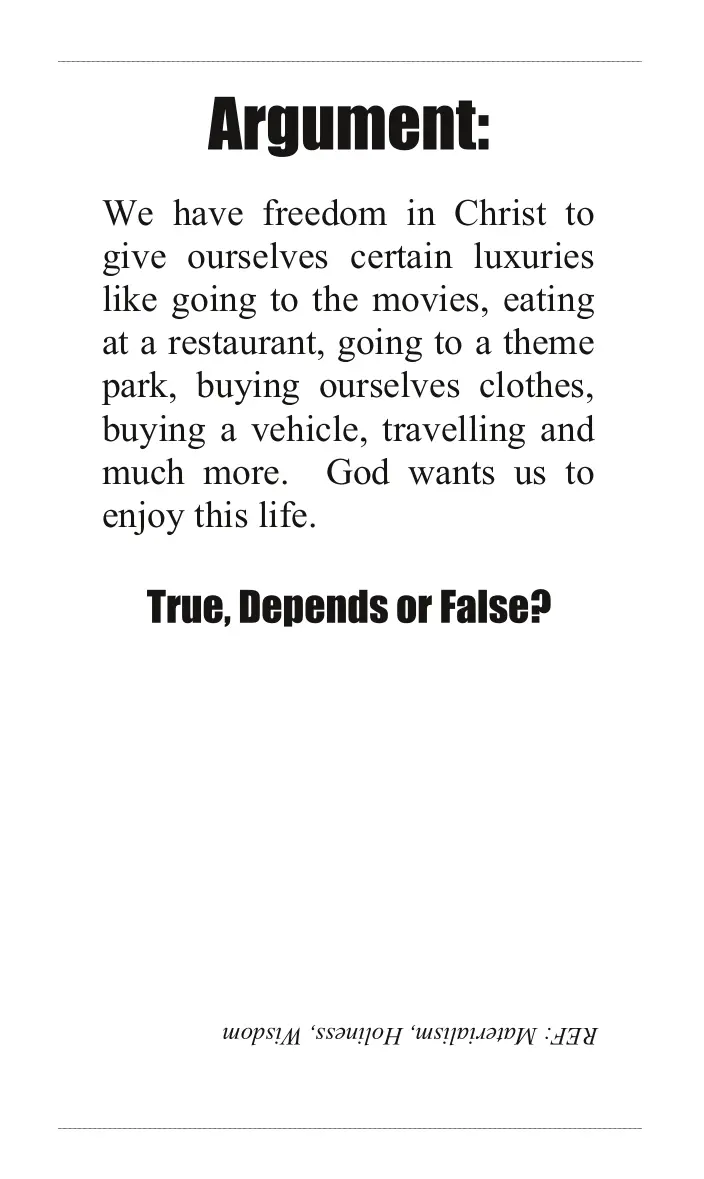 Argument:
We have freedom in Christ to
give ourselves certain luxuries
like going to the movies, eating
at a restaurant, going to a theme
park, buying ourselves clothes,
buying a vehicle, travelling and
much more.  God wants us to
enjoy this life.
True, Depends or False?
REF: Materialism, Holiness, Wisdom